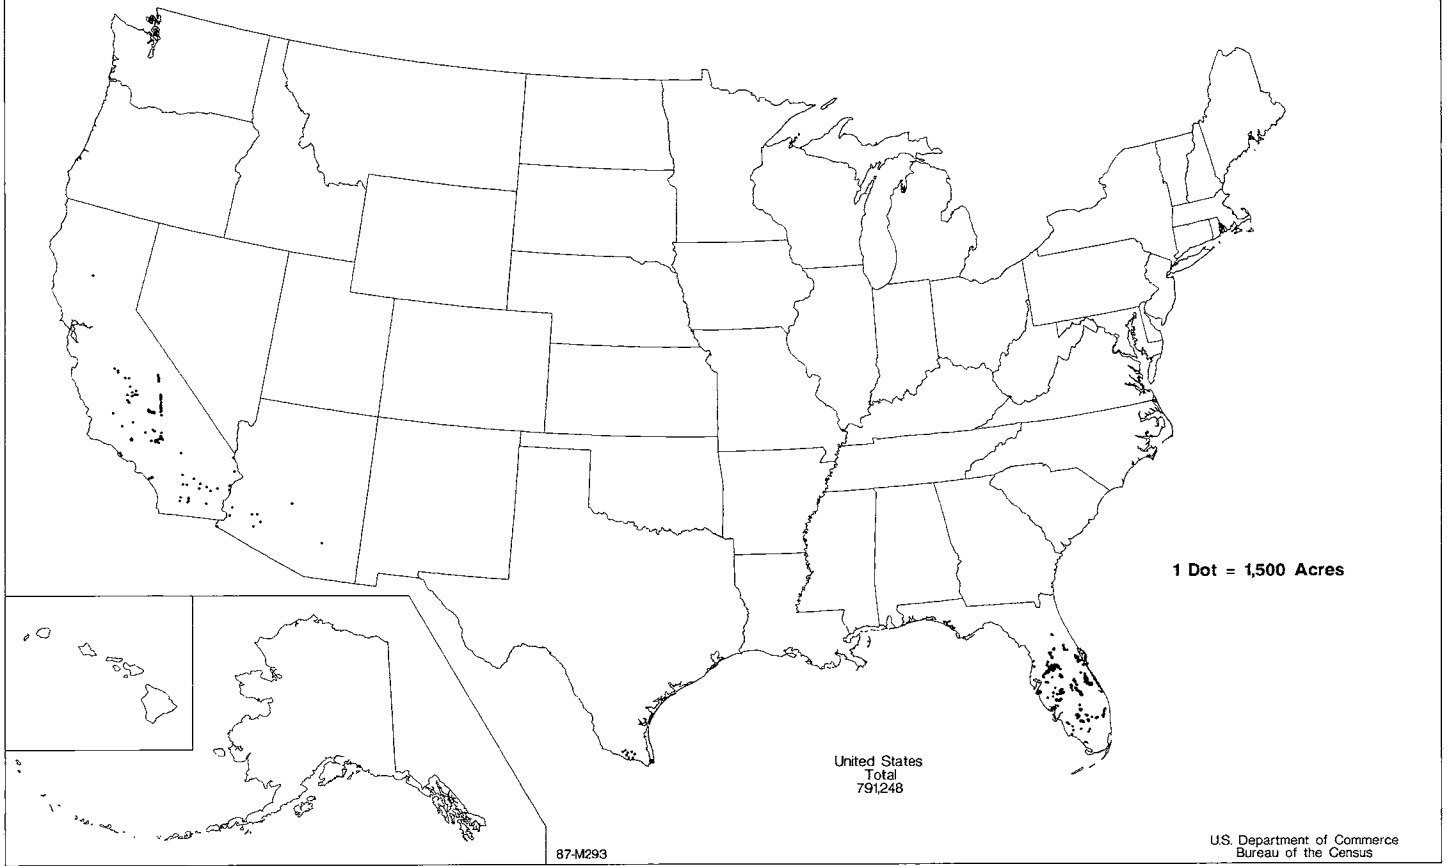 1 Dot = 1,500 Acres
United States
Total
791,248
87-M293
U.S. Department of Commerce
Bureau of the Census